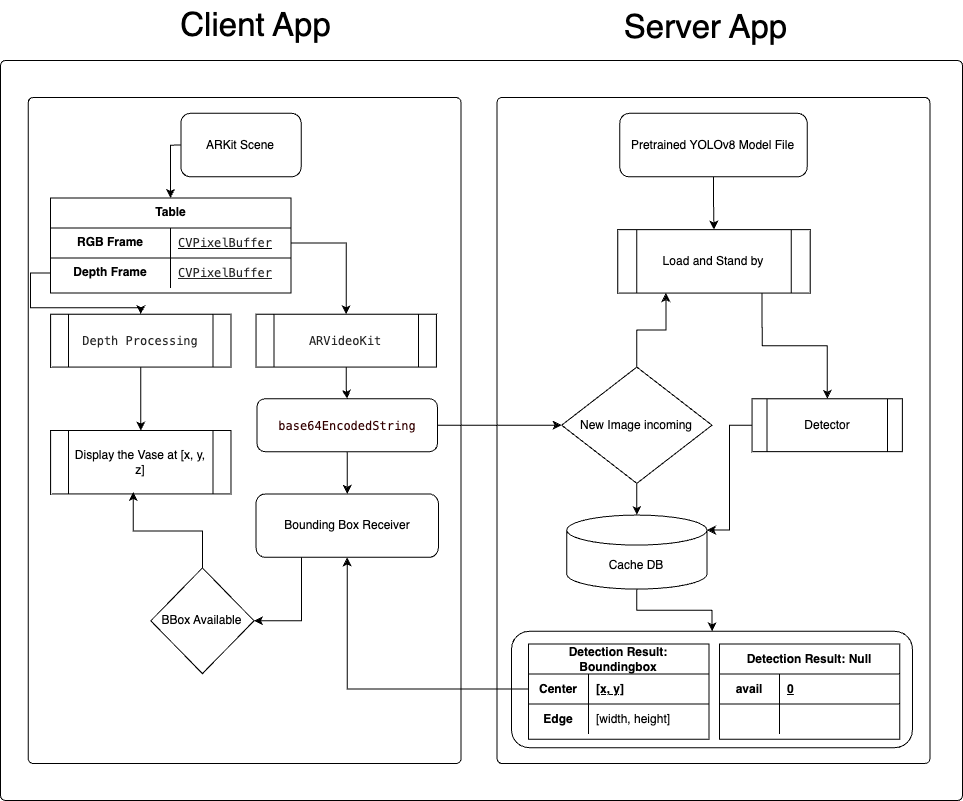 Client App
Server App
ARKit Scene
Table
RGB Frame
CVPixelBuffer
Depth Frame
CVPixelBuffer
Depth Processing
ARVideoKit
base64EncodedString
Display the Vase at [x, y,
z]
Bounding Box Receiver
BBox Available
Pretrained YOLOv8 Model File
Load and Stand by
New Image incoming
Detector
Cache DB
Detection Result:
Boundingbox
Center
[x, y]
Edge
[width, height]
Detection Result: Null
avail
0